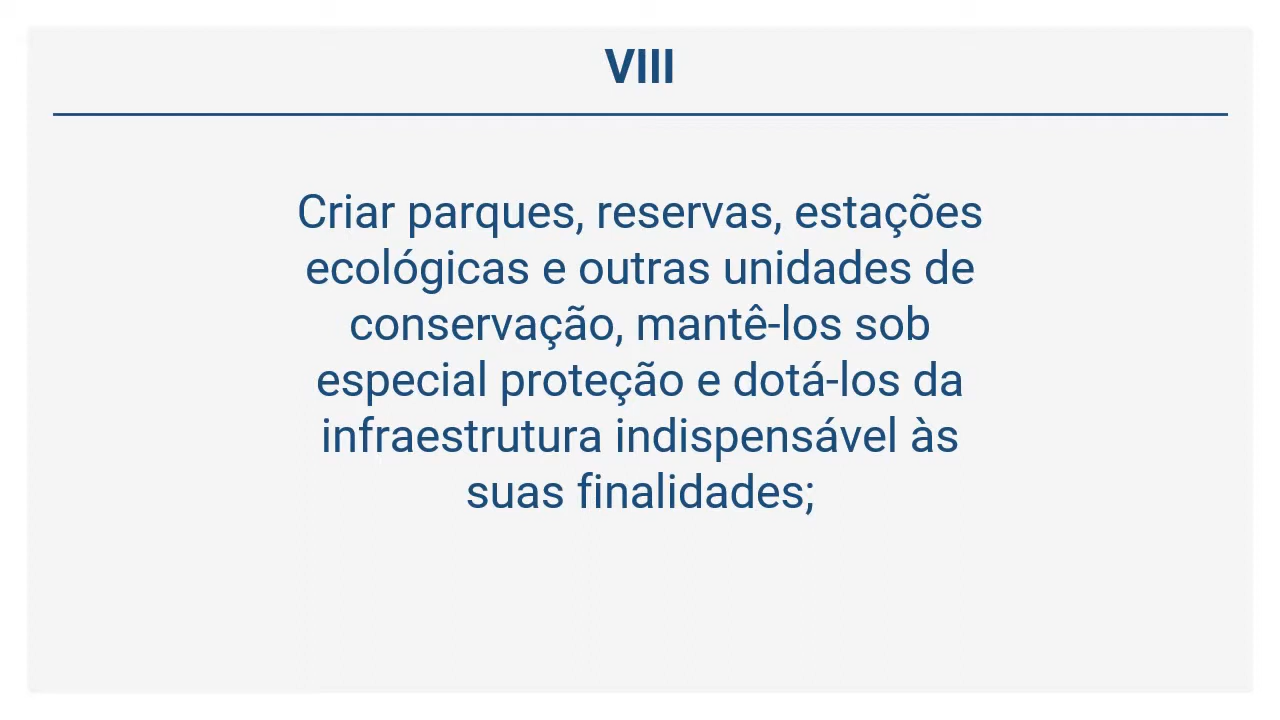 VIII
Criar parques, reservas, estações
ecológicas e outras unidades de
conservação, mantê-los sob
especial proteção e dotá-los da
infraestrutura indispensável às
suas finalidades;